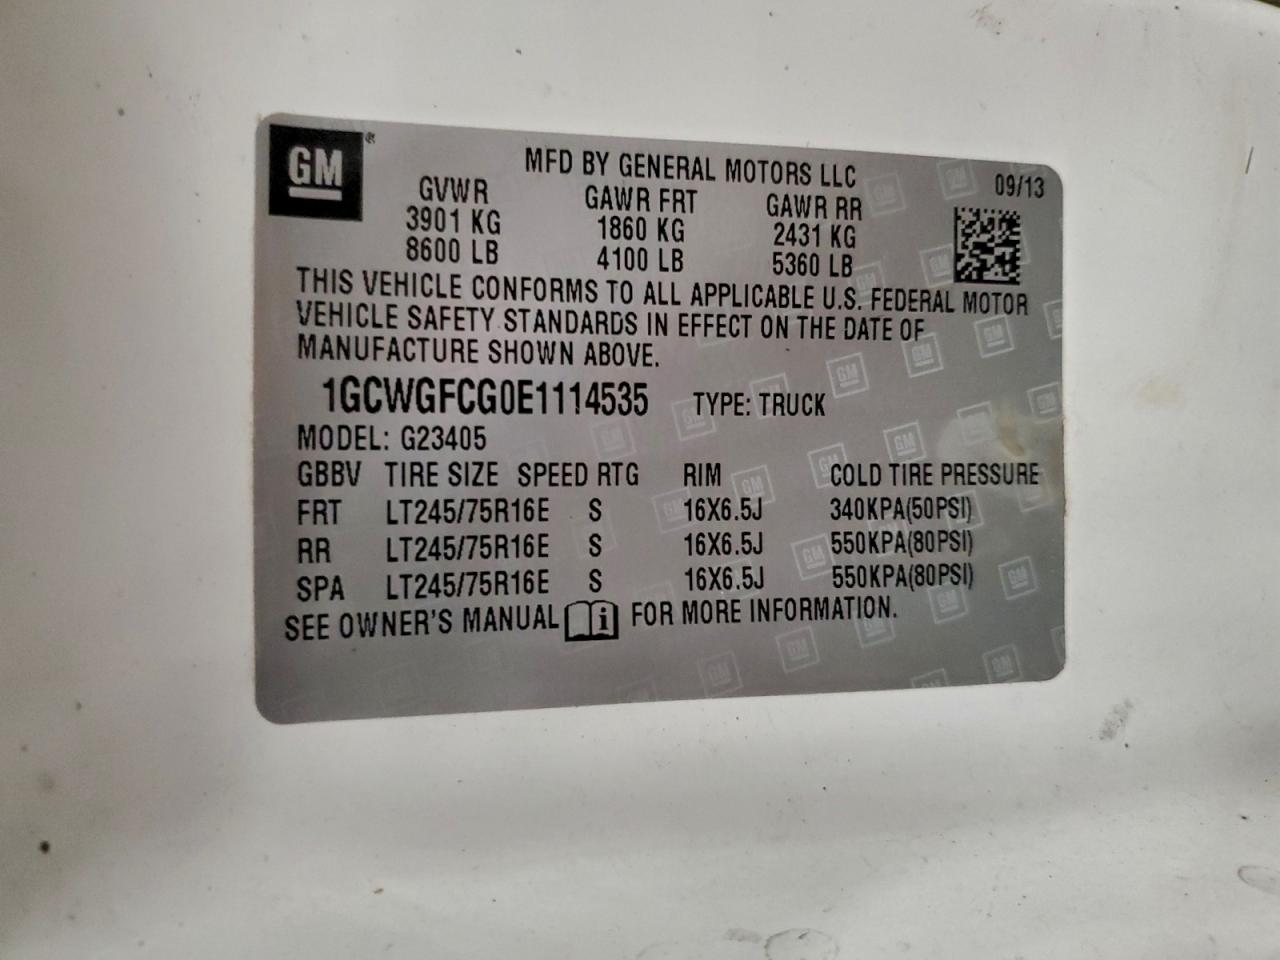 GM®
MFD BY GENERAL MOTORS LLC
09/13
GVWR GAWR FRT GAWR RR
3901 KG 1860 KG 2431 KG
8600 LB 4100 LB 5360 LB
THIS VEHICLE CONFORMS TO ALL APPLICABLE U.S. FEDERAL MOTOR
VEHICLE SAFETY STANDARDS IN EFFECT ON THE DATE OF
MANUFACTURE SHOWN ABOVE.
1GCWGFCG0E1114535 TYPE: TRUCK
MODEL: G23405
GBBV TIRE SIZE SPEED RTG RIM COLD TIRE PRESSURE
FRT LT245/75R16E S 16X6.5J 340KPA(50PSI)
RR LT245/75R16E S 16X6.5J 550KPA(80PSI)
SPA LT245/75R16E S 16X6.5J 550KPA(80PSI)
SEE OWNER'S MANUAL i FOR MORE INFORMATION.